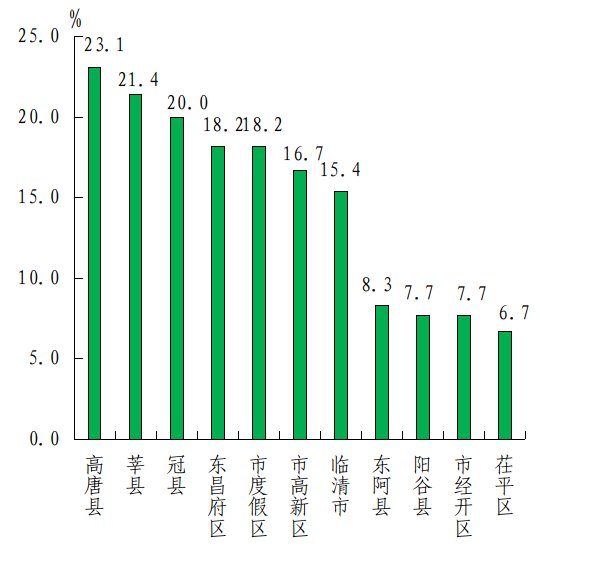 %
25.0
20.0
15.0
10.0
5.0
0.0
23.1
21.4
20.0
18.2
18.2
16.7
15.4
8.3
7.7
7.7
6.7
高唐县
莘县
冠县
东昌府区
市度假区
市高新区
临清市
东阿县
阳谷县
市经开区
茌平区